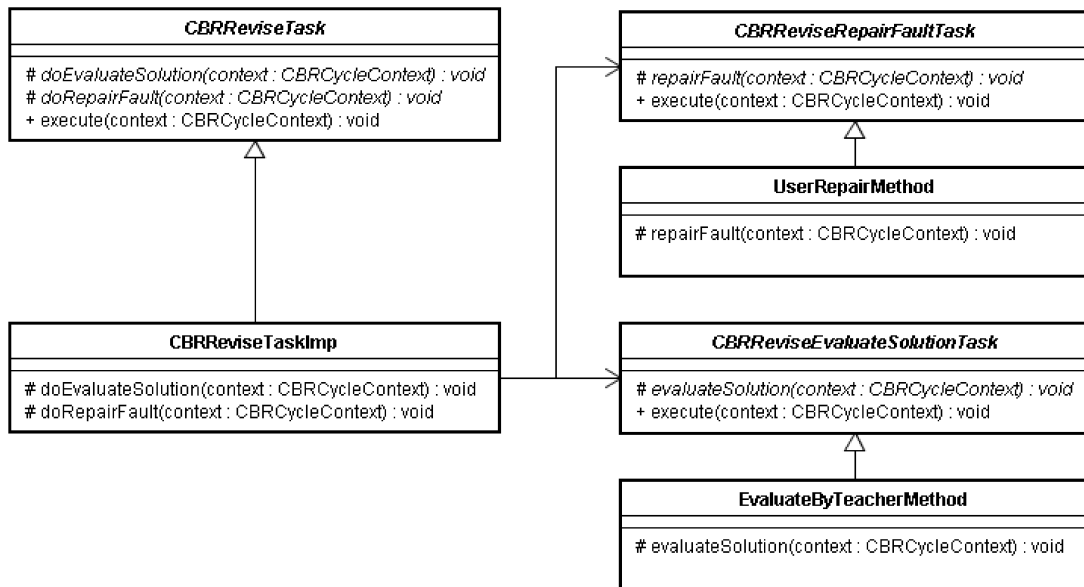 CBRReviseTask
# doEvaluateSolution(context : CBRCycleContext) : void
# doRepairFault(context : CBRCycleContext) : void
+ execute(context : CBRCycleContext) : void
CBRReviseRepairFaultTask
# repairFault(context : CBRCycleContext) : void
+ execute(context : CBRCycleContext) : void
UserRepairMethod
# repairFault(context : CBRCycleContext) : void
CBRReviseTaskImp
# doEvaluateSolution(context : CBRCycleContext) : void
# doRepairFault(context : CBRCycleContext) : void
CBRReviseEvaluateSolutionTask
# evaluateSolution(context : CBRCycleContext) : void
+ execute(context : CBRCycleContext) : void
EvaluateByTeacherMethod
# evaluateSolution(context : CBRCycleContext) : void